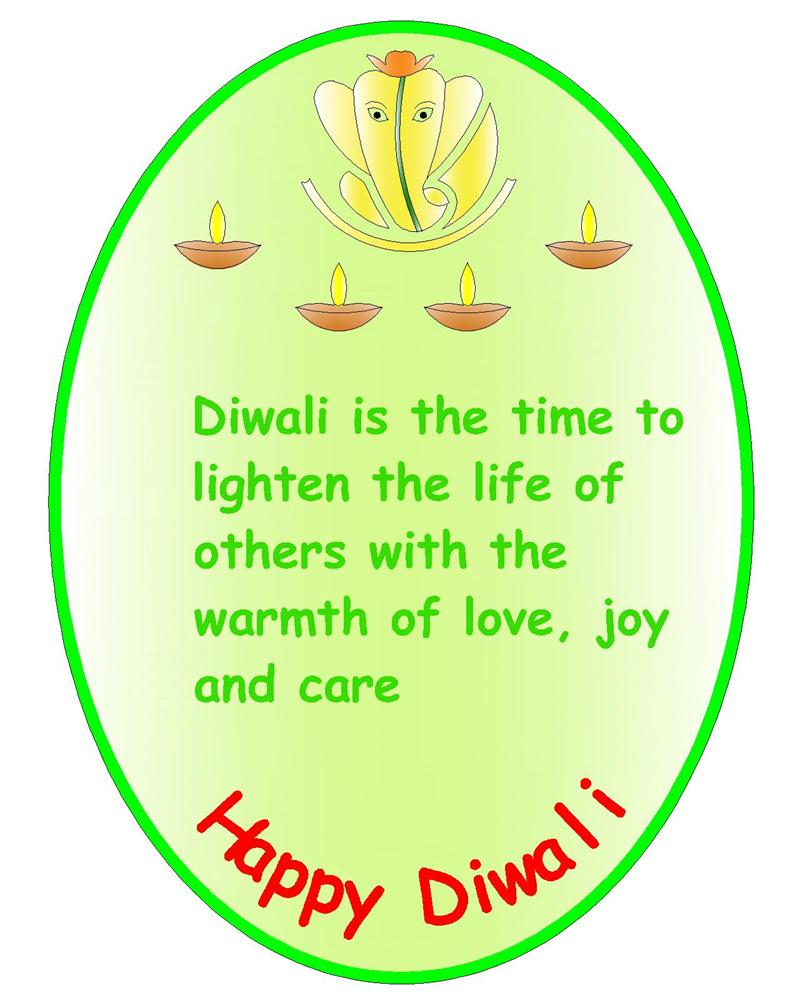 Diwali is the time to
lighten the life of
others with the
warmth of love, joy
and care
Happy Diwali